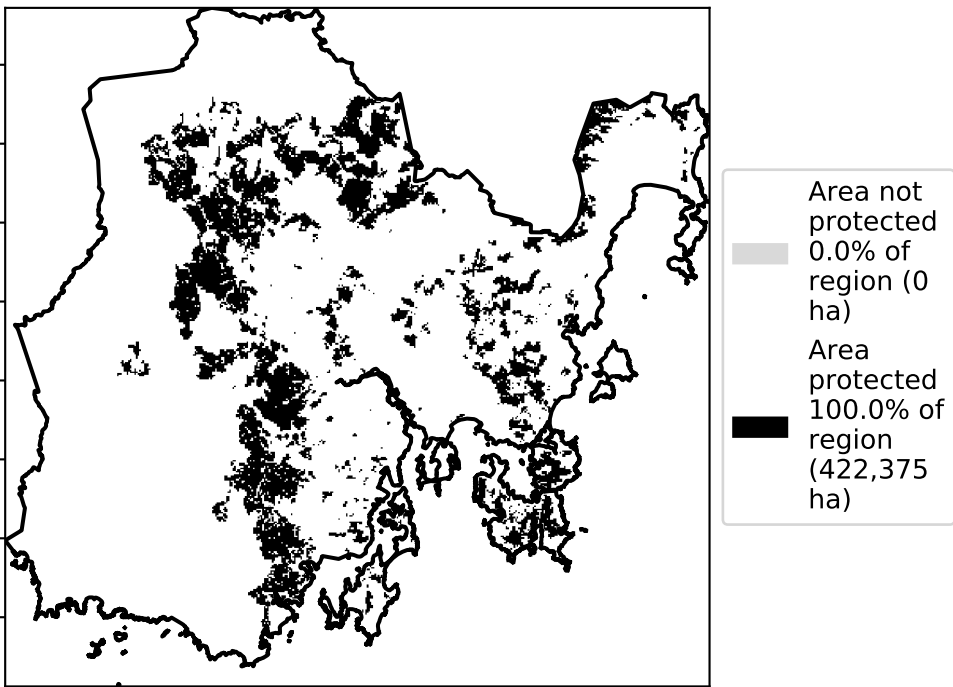 Area not
protected
0.0% of
region (0
ha)
Area
protected
100.0% of
region
(422,375
ha)